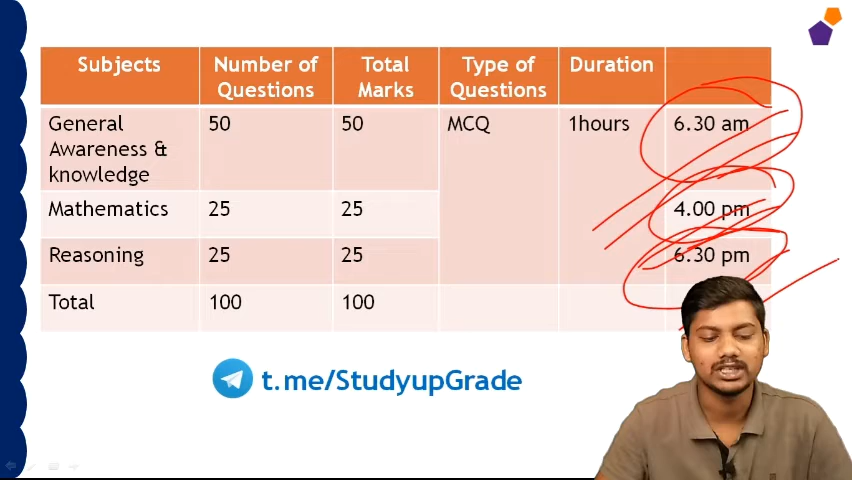 Subjects Number of Questions Total Marks Type of Questions Duration
General Awareness & knowledge 50 50 MCQ 1hours 6.30 am
Mathematics 25 25 4.00 pm
Reasoning 25 25 6.30 pm
Total 100 100
t.me/StudyupGrade